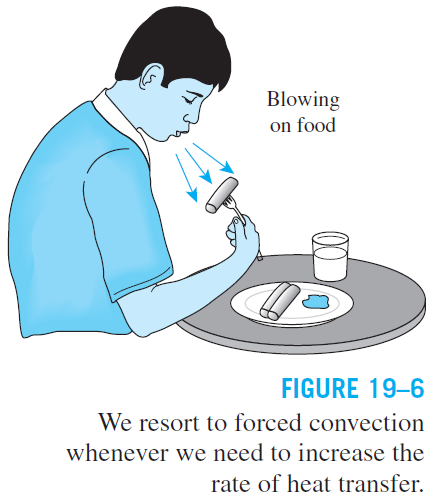 Blowing
on food
FIGURE 19–6
We resort to forced convection
whenever we need to increase the
rate of heat transfer.